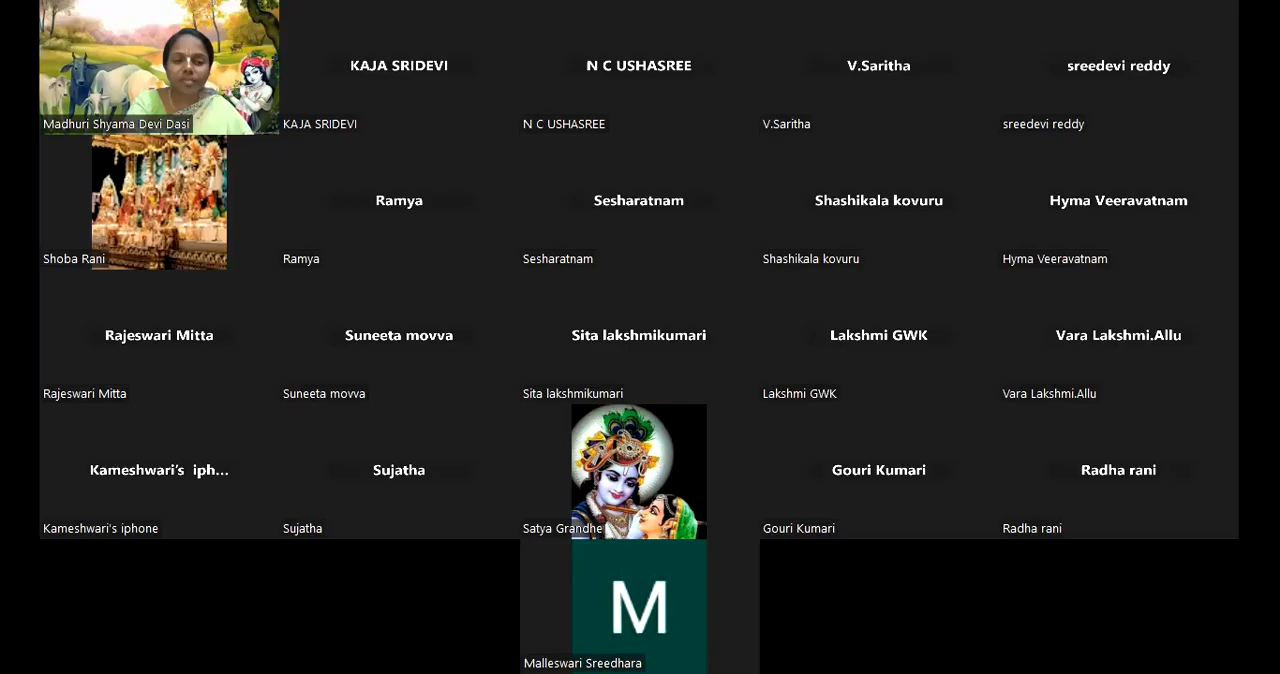 KAJA SRIDEVI
N C USHASREE
V.Saritha
sreedevi reddy
Madhuri Shyama Devi Dasi
KAJA SRIDEVI
N C USHASREE
V.Saritha
sreedevi reddy
Ramya
Sesharatnam
Shashikala kovuru
Hyma Veeravatnam
Shoba Rani
Ramya
Sesharatnam
Shashikala kovuru
Hyma Veeravatnam
Rajeswari Mitta
Suneeta movva
Sita lakshmikumari
Lakshmi GWK
Vara Lakshmi.Allu
Rajeswari Mitta
Suneeta movva
Sita lakshmikumari
Lakshmi GWK
Vara Lakshmi.Allu
Kameshwari's iph...
Sujatha
Gouri Kumari
Radha rani
Kameshwari's iphone
Sujatha
Satya Grandhe
Gouri Kumari
Radha rani
M
Malleswari Sreedhara